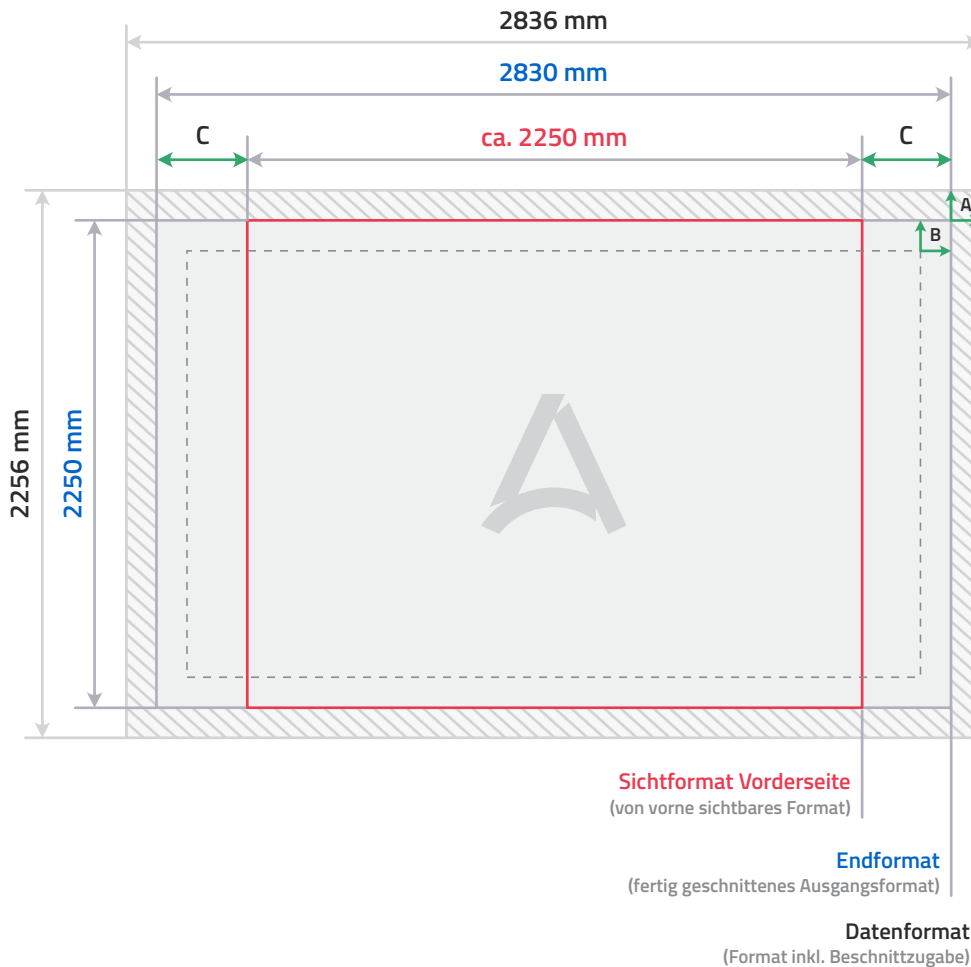 2836 mm
2830 mm
C
ca. 2250 mm
C
A
B
2256 mm
2250 mm
Sichtformat Vorderseite
(von vorne sichtbares Format)
Endformat
(fertig geschnittenes Ausgangsformat)
Datenformat
(Format inkl. Beschnittzugabe)